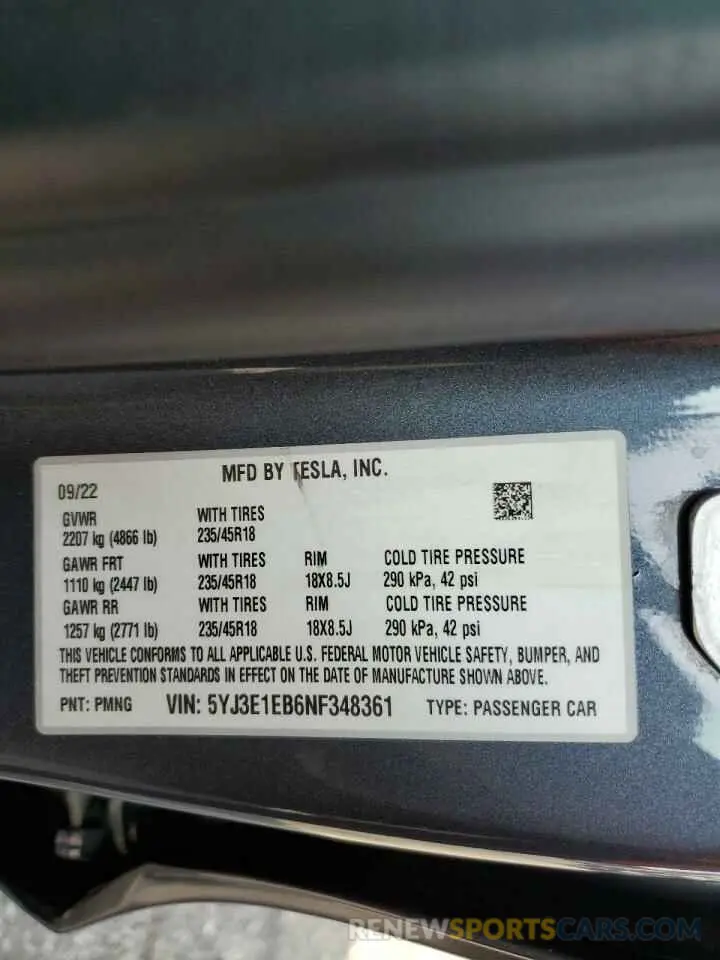 MFD BY TESLA, INC.
09/22
GVWR WITH TIRES
2207 kg (4866 lb) 235/45R18
GAWR FRT WITH TIRES RIM COLD TIRE PRESSURE
1110 kg (2447 lb) 235/45R18 18X8.5J 290 kPa, 42 psi
GAWR RR WITH TIRES RIM COLD TIRE PRESSURE
1257 kg (2771 lb) 235/45R18 18X8.5J 290 kPa, 42 psi
THIS VEHICLE CONFORMS TO ALL APPLICABLE U.S. FEDERAL MOTOR VEHICLE SAFETY, BUMPER, AND
THEFT PREVENTION STANDARDS IN EFFECT ON THE DATE OF MANUFACTURE SHOWN ABOVE.
PNT: PMNG VIN: 5YJ3E1EB6NF348361 TYPE: PASSENGER CAR
RENEWSPORTSCARS.COM